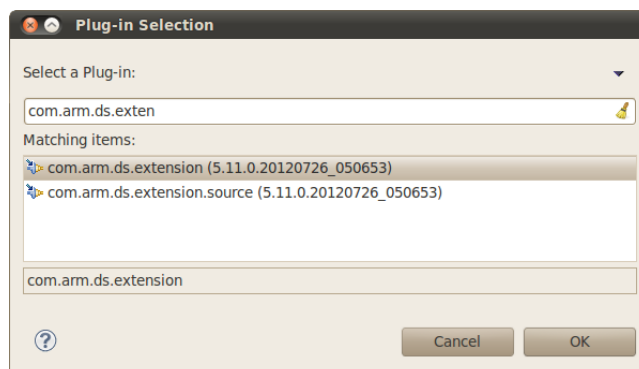 Plug-in Selection
Select a Plug-in:
com.arm.ds.exten
Matching items:
com.arm.ds.extension (5.11.0.20120726_050653)
com.arm.ds.extension.source (5.11.0.20120726_050653)
com.arm.ds.extension
? Cancel OK